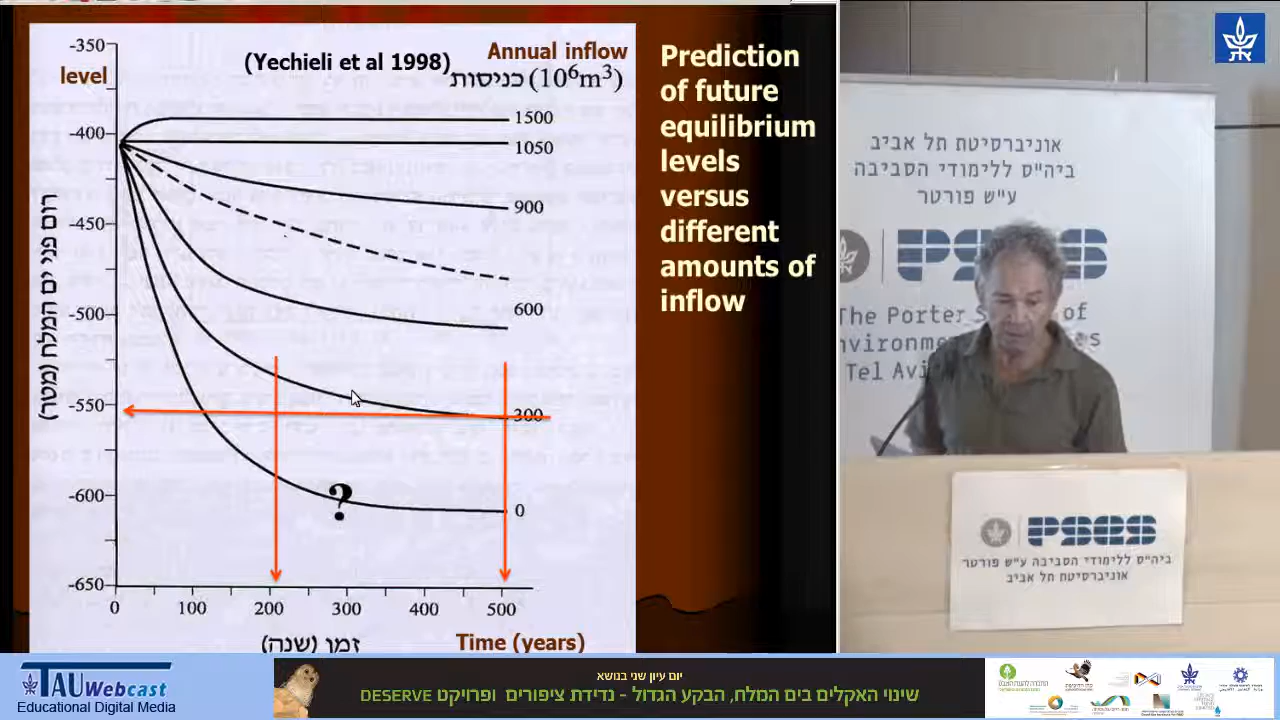 (Yechieli et al 1998)
Annual inflow
כניסות (10⁶m³)
level
-350
-400
-450
-500
-550
-600
-650
רום פני ים המלח (מטר)
1500
1050
900
600
300
0
?
0 100 200 300 400 500
זמן (שנה)
Time (years)
Prediction
of future
equilibrium
levels
versus
different
amounts of
inflow
אוניברסיטת תל אביב
ביה"ס ללימודי הסביבה
ע"ש פורטר
PSES
The Porter
Tel Avi
PSES
ביה"ס ללימודי הסביבה ע"ש פורטר
אוניברסיטת תל אביב
TAU Webcast
Educational Digital Media
יום עיון שני בנושא
שינוי האקלים בים המלח, הבקע הגדול - נדידת ציפורים ופרויקט DESERVE